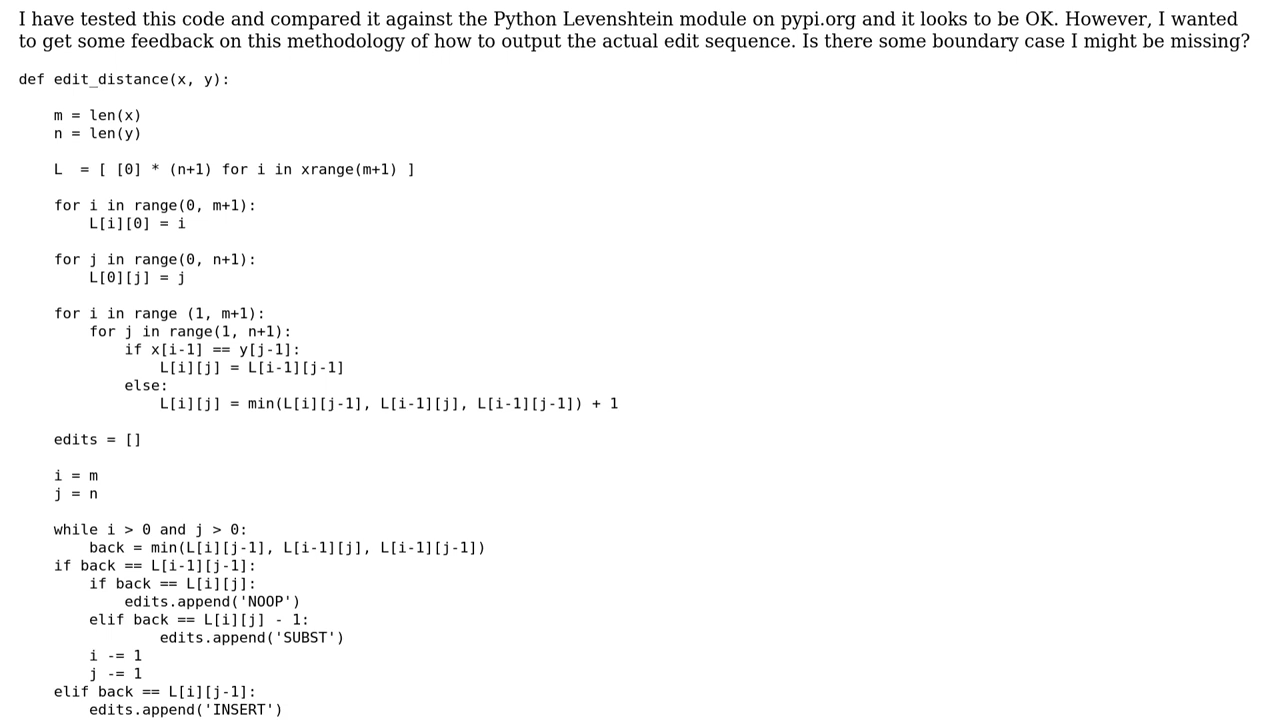 I have tested this code and compared it against the Python Levenshtein module on pypi.org and it looks to be OK. However, I wanted
to get some feedback on this methodology of how to output the actual edit sequence. Is there some boundary case I might be missing?
def edit_distance(x, y):
    m = len(x)
    n = len(y)
    L  = [ [0] * (n+1) for i in xrange(m+1) ]
    for i in range(0, m+1):
        L[i][0] = i
    for j in range(0, n+1):
        L[0][j] = j
    for i in range (1, m+1):
        for j in range(1, n+1):
            if x[i-1] == y[j-1]:
                L[i][j] = L[i-1][j-1]
            else:
                L[i][j] = min(L[i][j-1], L[i-1][j], L[i-1][j-1]) + 1
    edits = []
    i = m
    j = n
    while i > 0 and j > 0:
        back = min(L[i][j-1], L[i-1][j], L[i-1][j-1])
    if back == L[i-1][j-1]:
        if back == L[i][j]:
            edits.append('NOOP')
        elif back == L[i][j] - 1:
                edits.append('SUBST')
        i -= 1
        j -= 1
    elif back == L[i][j-1]:
        edits.append('INSERT')